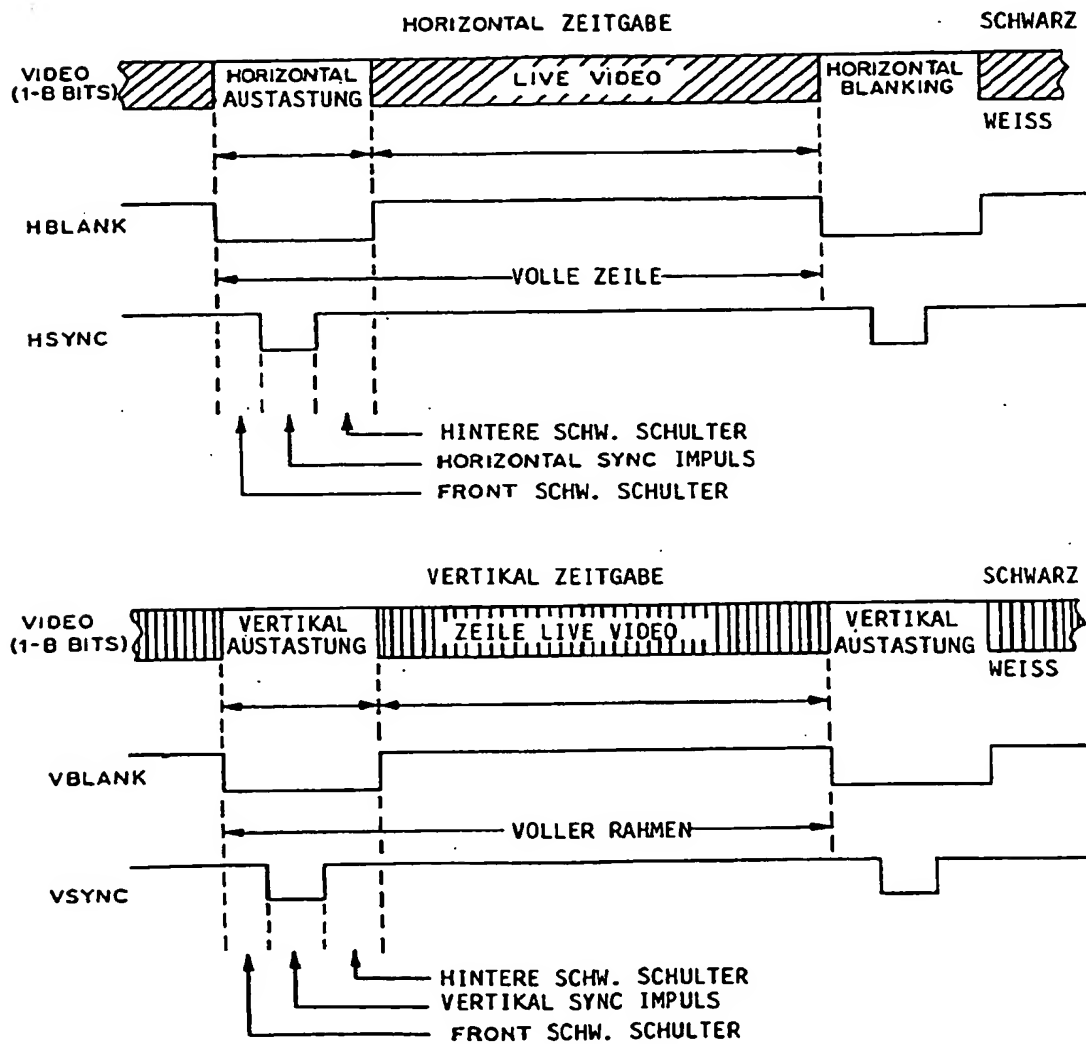 HORIZONTAL ZEITGABE
SCHWARZ
VIDEO
(1-8 BITS)
HORIZONTAL
AUSTASTUNG
LIVE VIDEO
HORIZONTAL
BLANKING
WEISS
HBLANK
VOLLE ZEILE
HSYNC
HINTERE SCHW. SCHULTER
HORIZONTAL SYNC IMPULS
FRONT SCHW. SCHULTER
VERTIKAL ZEITGABE
SCHWARZ
VIDEO
(1-8 BITS)
VERTIKAL
AUSTASTUNG
ZEILE LIVE VIDEO
VERTIKAL
AUSTASTUNG
WEISS
VBLANK
VOLLER RAHMEN
VSYNC
HINTERE SCHW. SCHULTER
VERTIKAL SYNC IMPULS
FRONT SCHW. SCHULTER